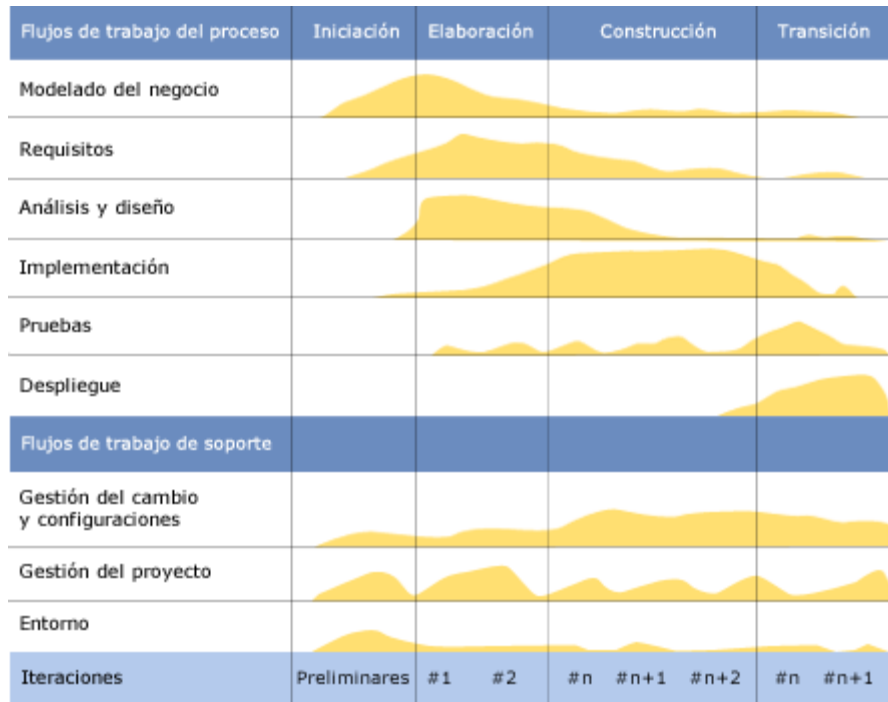 Flujos de trabajo del proceso Iniciación Elaboración Construcción Transición
Modelado del negocio
Requisitos
Análisis y diseño
Implementación
Pruebas
Despliegue
Flujos de trabajo de soporte
Gestión del cambio
y configuraciones
Gestión del proyecto
Entorno
Iteraciones Preliminares #1 #2 #n #n+1 #n+2 #n #n+1